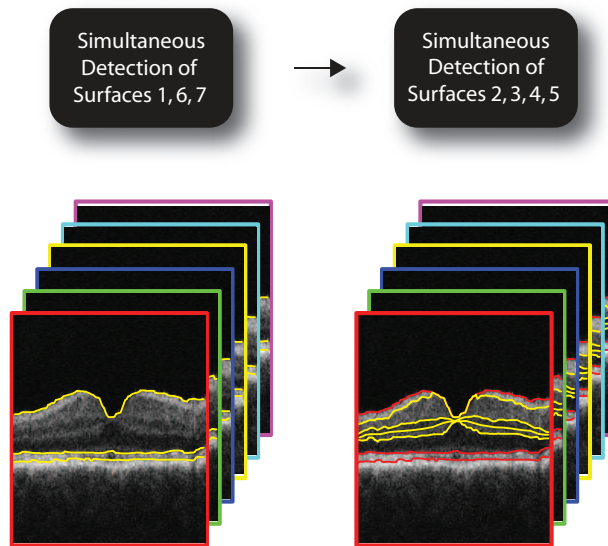 Simultaneous
Detection of
Surfaces 1, 6, 7
Simultaneous
Detection of
Surfaces 2, 3, 4, 5